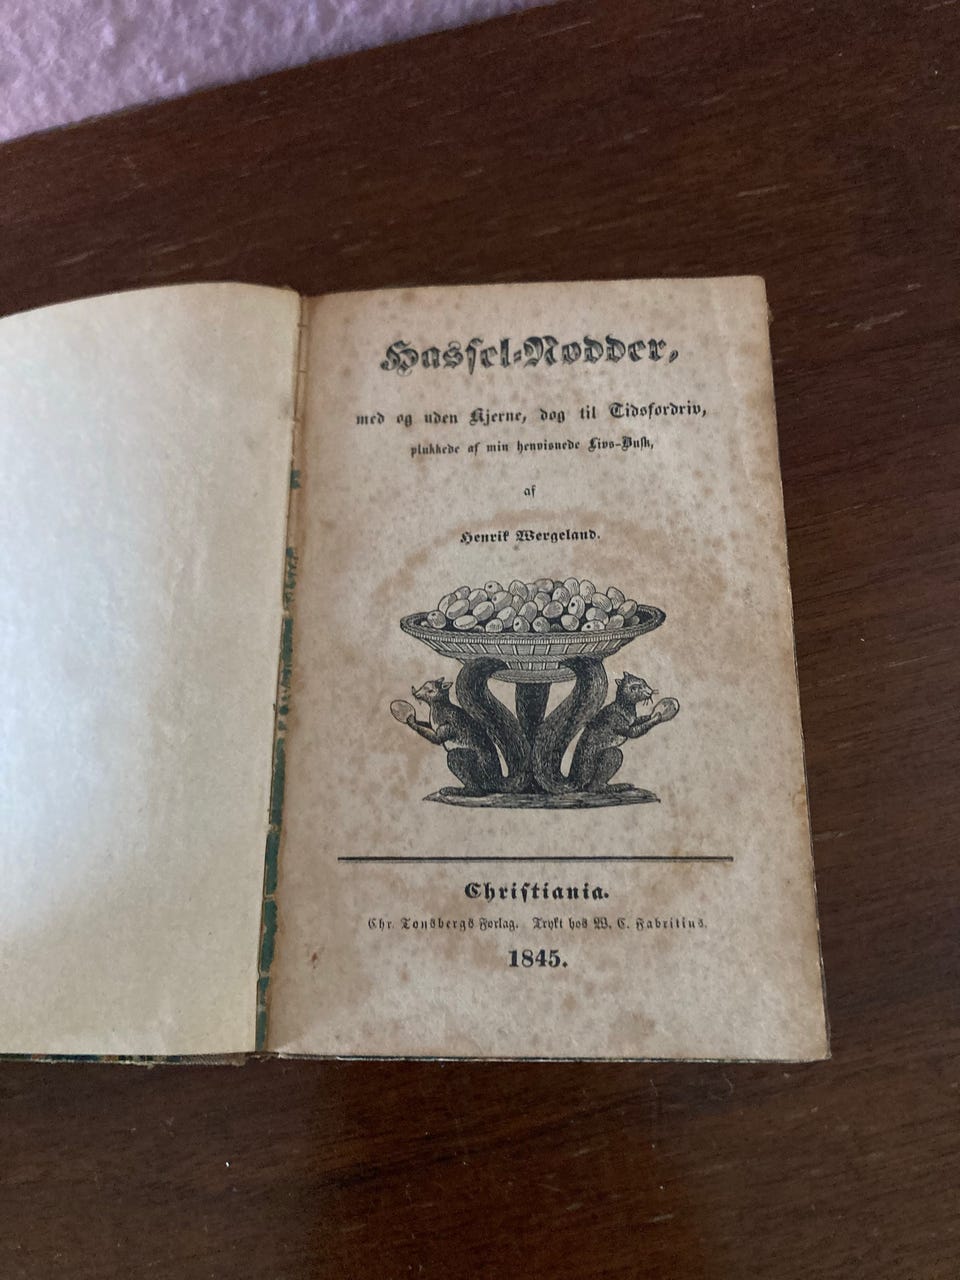 Hassel-Nødder,
med og uden Kjerne, dog til Tidsfordriv,
plukkede af min henvisnede Livs-Busk,
af
Henrik Wergeland.
Christiania.
Chr. Tønsbergs Forlag. Trykt hos W. C. Fabritius.
1845.